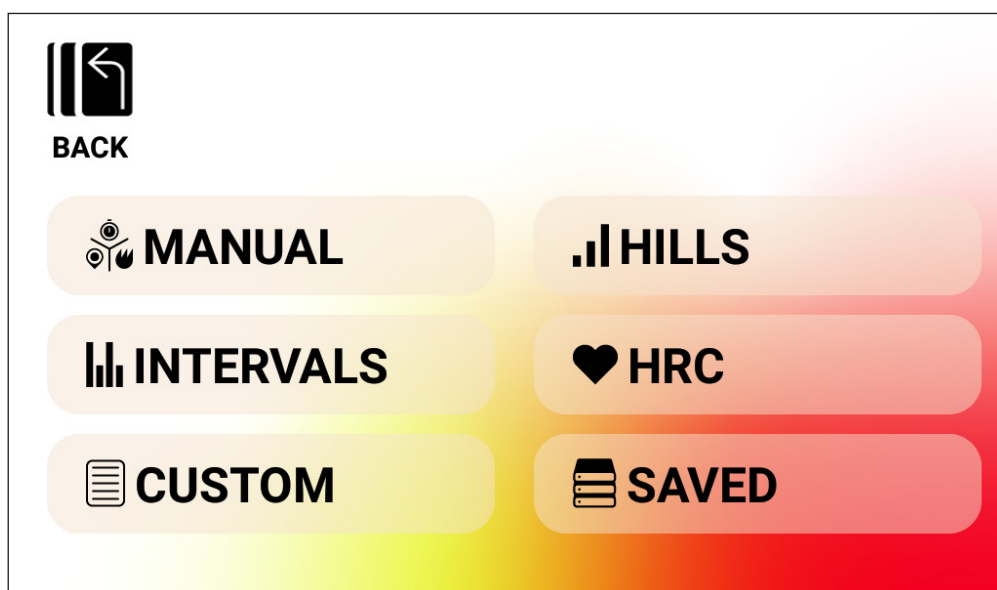 BACK
MANUAL
HILLS
INTERVALS
HRC
CUSTOM
SAVED